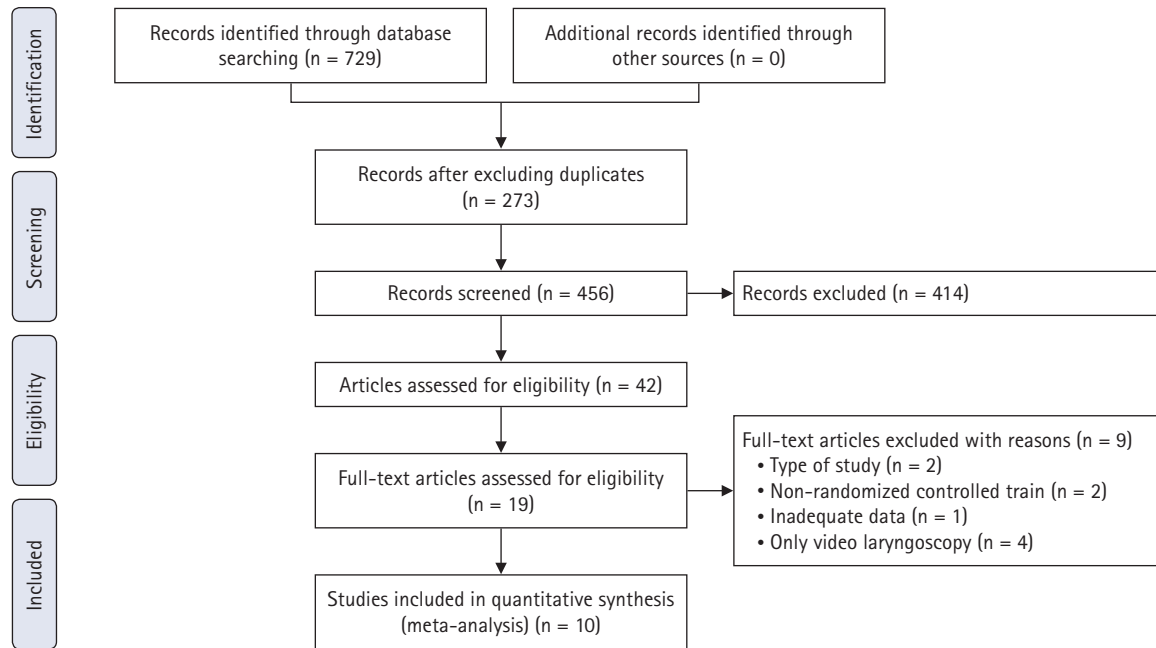 Identification
Records identified through database
searching (n = 729)
Additional records identified through
other sources (n = 0)
Records after excluding duplicates
(n = 273)
Screening
Records screened (n = 456)
Records excluded (n = 414)
Eligibility
Articles assessed for eligibility (n = 42)
Full-text articles assessed for eligibility
(n = 19)
Full-text articles excluded with reasons (n = 9)
• Type of study (n = 2)
• Non-randomized controlled train (n = 2)
• Inadequate data (n = 1)
• Only video laryngoscopy (n = 4)
Included
Studies included in quantitative synthesis
(meta-analysis) (n = 10)